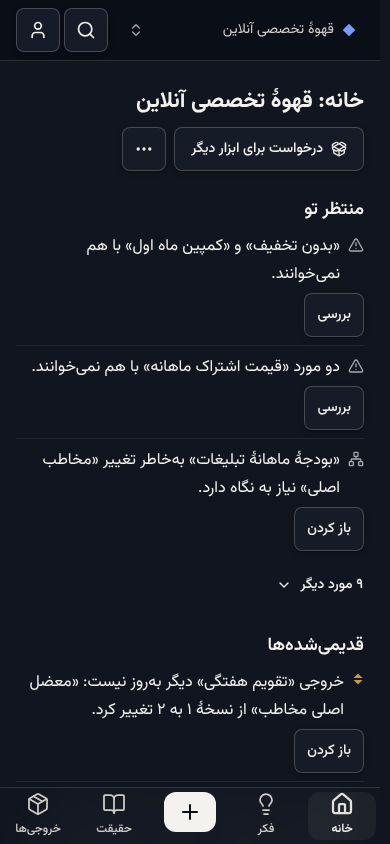 قهوهٔ تخصصی آنلاین
خانه: قهوهٔ تخصصی آنلاین
درخواست برای ابزار دیگر
منتظر تو
«بدون تخفیف» و «کمپین ماه اول» با هم
نمی‌خوانند.
بررسی
دو مورد «قیمت اشتراک ماهانه» با هم نمی‌خوانند.
بررسی
«بودجهٔ ماهانهٔ تبلیغات» به‌خاطر تغییر «مخاطب
اصلی» نیاز به نگاه دارد.
باز کردن
۹ مورد دیگر
قدیمی‌شده‌ها
خروجی «تقویم هفتگی» دیگر به‌روز نیست: «معضل
اصلی مخاطب» از نسخهٔ ۱ به ۲ تغییر کرد.
باز کردن
خانه
فکر
حقیقت
خروجی‌ها